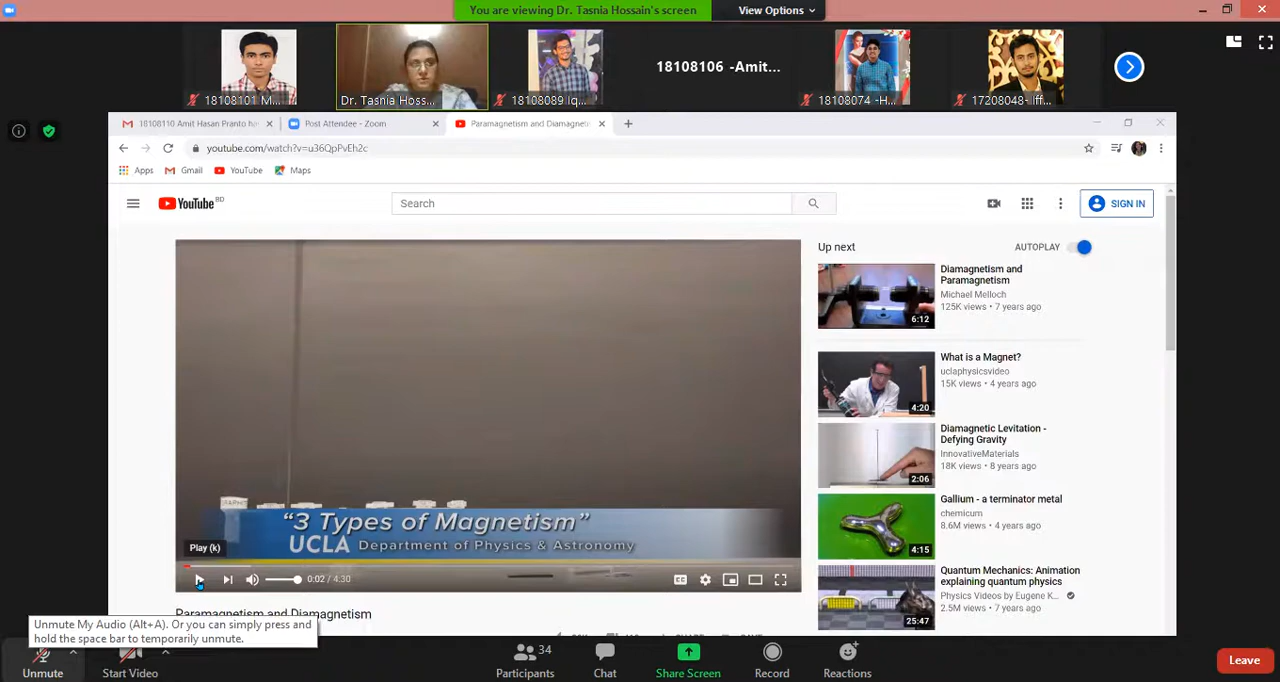 You are viewing Dr. Tasnia Hossain's screen
View Options
18108101 M...
Dr. Tasnia Hoss...
18108089 Iq...
18108106 -Amit...
18108074 -H...
17208048- Iff...
18108110 Amit Hasan Pranto ha
Post Attendee - Zoom
Paramagnetism and Diamagneti
youtube.com/watch?v=u36QpPvEh2c
Apps
Gmail
YouTube
Maps
YouTube BD
Search
SIGN IN
Up next
AUTOPLAY
Diamagnetism and
Paramagnetism
Michael Melloch
125K views • 7 years ago
6:12
What is a Magnet?
uclaphysicsvideo
15K views • 4 years ago
4:20
Diamagnetic Levitation -
Defying Gravity
InnovativeMaterials
18K views • 8 years ago
2:06
Gallium - a terminator metal
chemicum
8.6M views • 4 years ago
4:15
Quantum Mechanics: Animation
explaining quantum physics
Physics Videos by Eugene K...
2.5M views • 7 years ago
25:47
"3 Types of Magnetism"
UCLA Department of Physics & Astronomy
Play (k)
0:02 / 4:30
CC
Paramagnetism and Diamagnetism
Unmute My Audio (Alt+A). Or you can simply press and
hold the space bar to temporarily unmute.
Unmute
Start Video
Participants
34
Chat
Share Screen
Record
Reactions
Leave